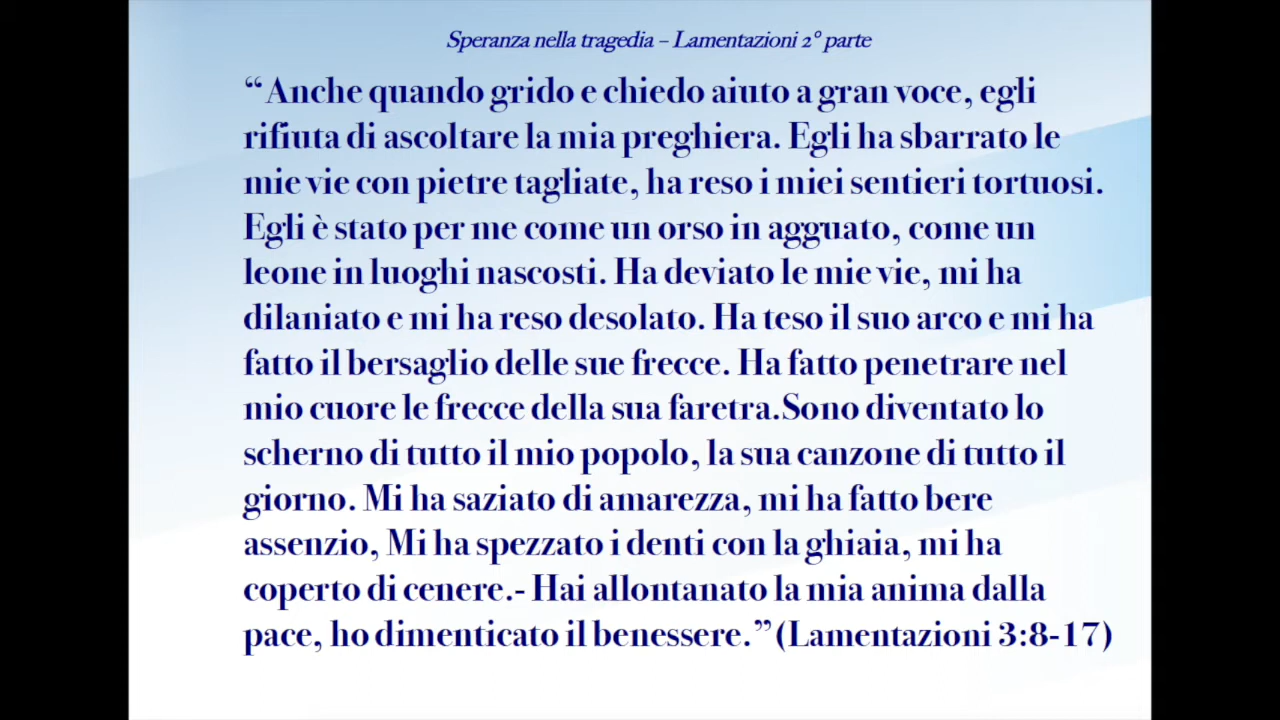 Speranza nella tragedia – Lamentazioni 2° parte
“Anche quando grido e chiedo aiuto a gran voce, egli
rifiuta di ascoltare la mia preghiera. Egli ha sbarrato le
mie vie con pietre tagliate, ha reso i miei sentieri tortuosi.
Egli è stato per me come un orso in agguato, come un
leone in luoghi nascosti. Ha deviato le mie vie, mi ha
dilaniato e mi ha reso desolato. Ha teso il suo arco e mi ha
fatto il bersaglio delle sue frecce. Ha fatto penetrare nel
mio cuore le frecce della sua faretra.Sono diventato lo
scherno di tutto il mio popolo, la sua canzone di tutto il
giorno. Mi ha saziato di amarezza, mi ha fatto bere
assenzio, Mi ha spezzato i denti con la ghiaia, mi ha
coperto di cenere.- Hai allontanato la mia anima dalla
pace, ho dimenticato il benessere.”(Lamentazioni 3:8-17)